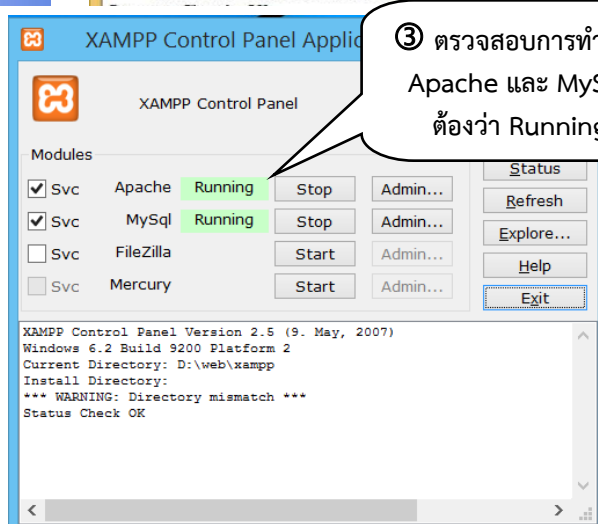 XAMPP Control Panel Applic
③ ตรวจสอบการทำ
Apache และ MyS
ต้องว่า Running
XAMPP Control Panel
Modules
Status
Svc Apache Running Stop Admin...
Refresh
Svc MySql Running Stop Admin...
Explore...
Svc FileZilla Start Admin...
Help
Svc Mercury Start Admin...
Exit
XAMPP Control Panel Version 2.5 (9. May, 2007)
Windows 6.2 Build 9200 Platform 2
Current Directory: D:\web\xampp
Install Directory:
*** WARNING: Directory mismatch ***
Status Check OK